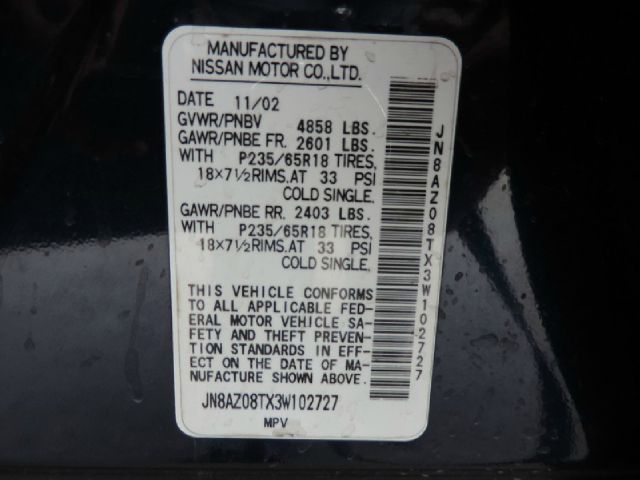 MANUFACTURED BY
NISSAN MOTOR CO.,LTD.
DATE 11/02
GVWR/PNBV 4858 LBS.
GAWR/PNBE FR. 2601 LBS.
WITH P235/65R18 TIRES,
18×7½RIMS.AT 33 PSI
COLD SINGLE.
GAWR/PNBE RR. 2403 LBS.
WITH P235/65R18 TIRES,
18×7½RIMS.AT 33 PSI
COLD SINGLE.
THIS VEHICLE CONFORMS
TO ALL APPLICABLE FED-
ERAL MOTOR VEHICLE SA-
FETY AND THEFT PREVEN-
TION STANDARDS IN EFF-
ECT ON THE DATE OF MA-
NUFACTURE SHOWN ABOVE.
JN8AZ08TX3W102727
MPV
JN8AZ08TX3W102727